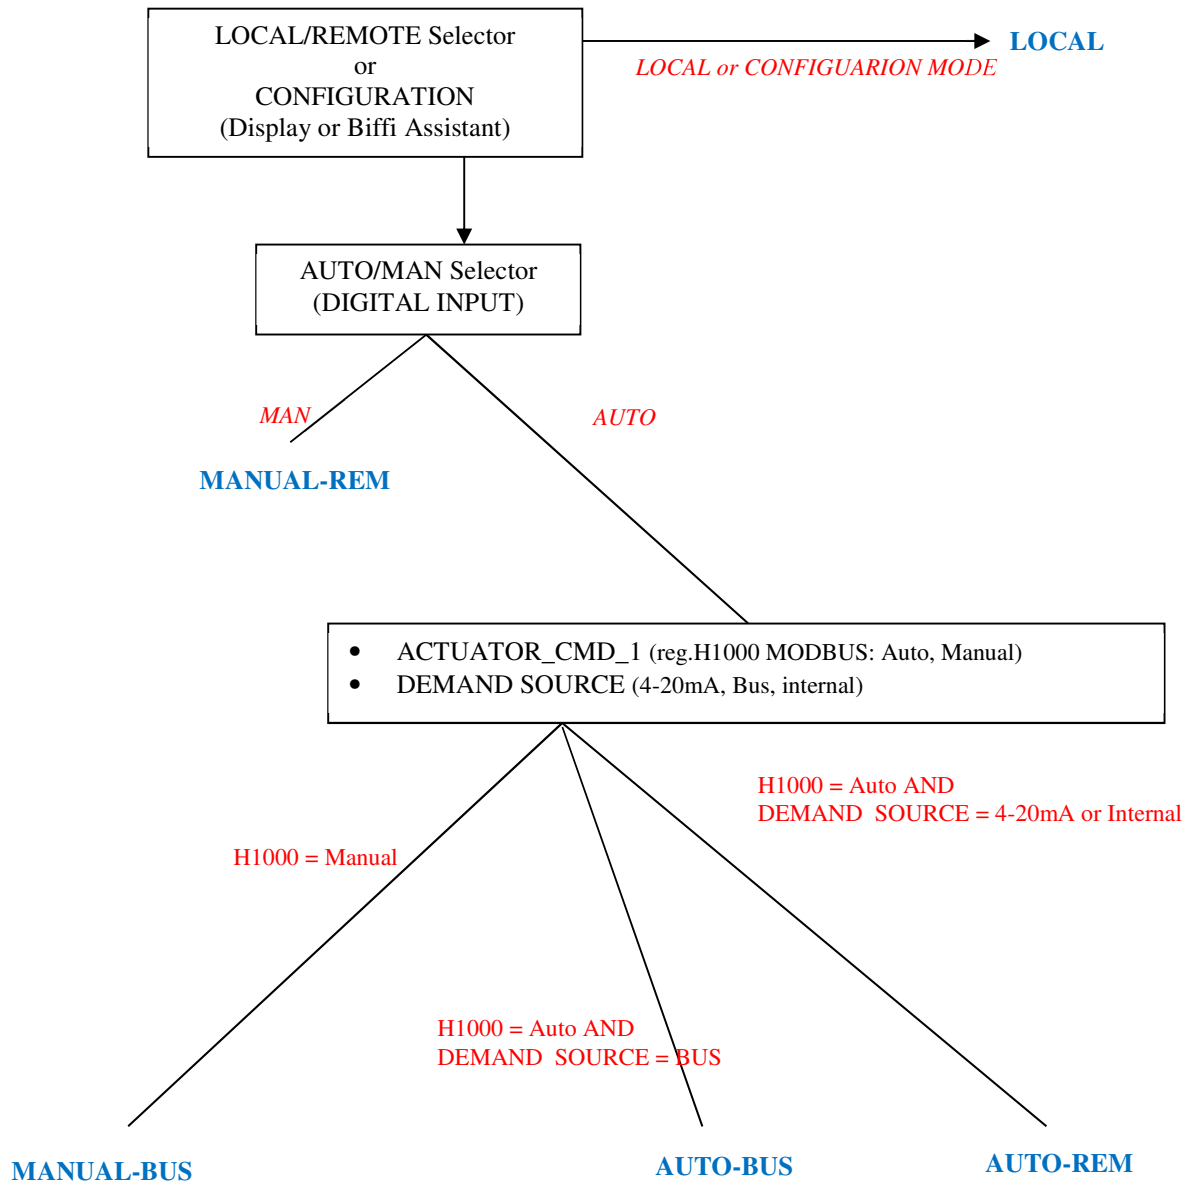 LOCAL/REMOTE Selector
or
CONFIGURATION
(Display or Biffi Assistant)
LOCAL
LOCAL or CONFIGUARION MODE
AUTO/MAN Selector
(DIGITAL INPUT)
MAN
AUTO
MANUAL-REM
• ACTUATOR_CMD_1 (reg.H1000 MODBUS: Auto, Manual)
• DEMAND SOURCE (4-20mA, Bus, internal)
H1000 = Auto AND
DEMAND SOURCE = 4-20mA or Internal
H1000 = Manual
H1000 = Auto AND
DEMAND SOURCE = BUS
MANUAL-BUS
AUTO-BUS
AUTO-REM